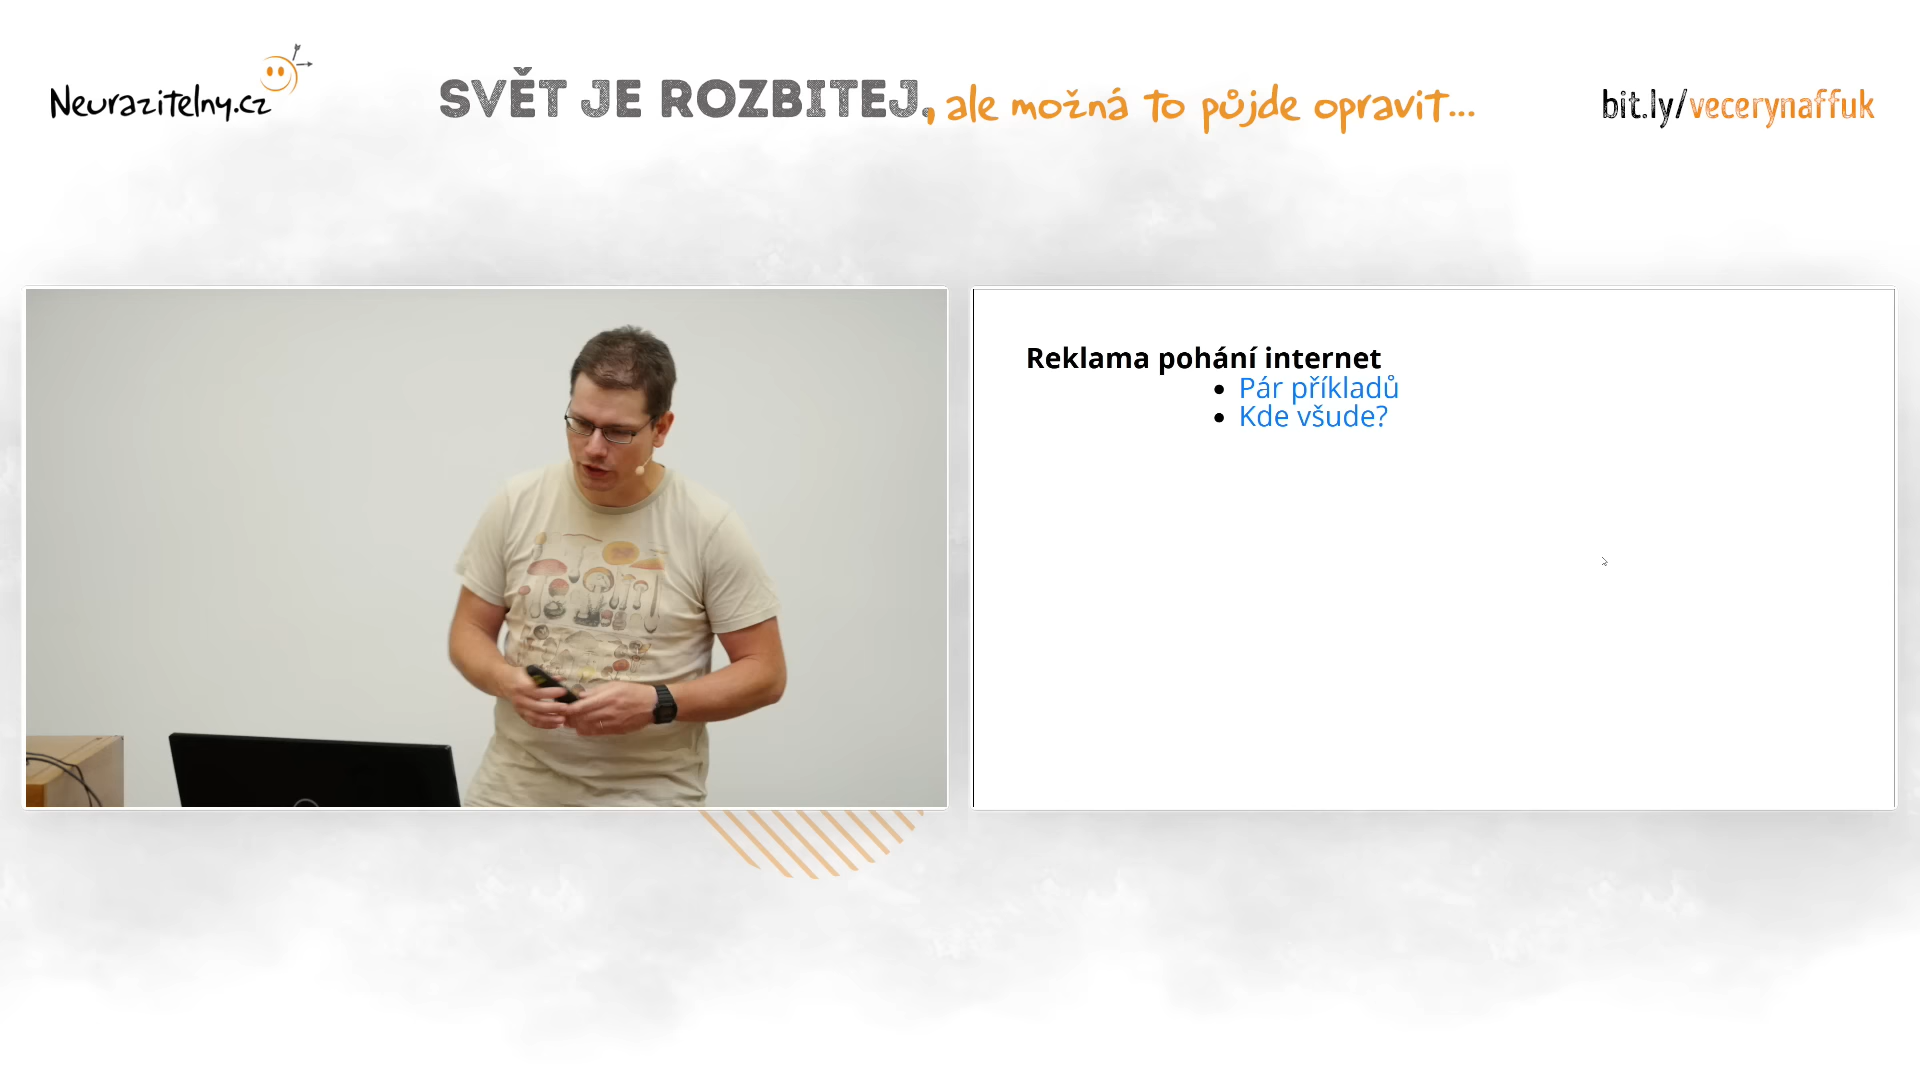 Neurazitelny.cz
SVĚT JE ROZBITEJ, ale možná to půjde opravit...
bit.ly/vecerynaffuk
Reklama pohání internet
• Pár příkladů
• Kde všude?